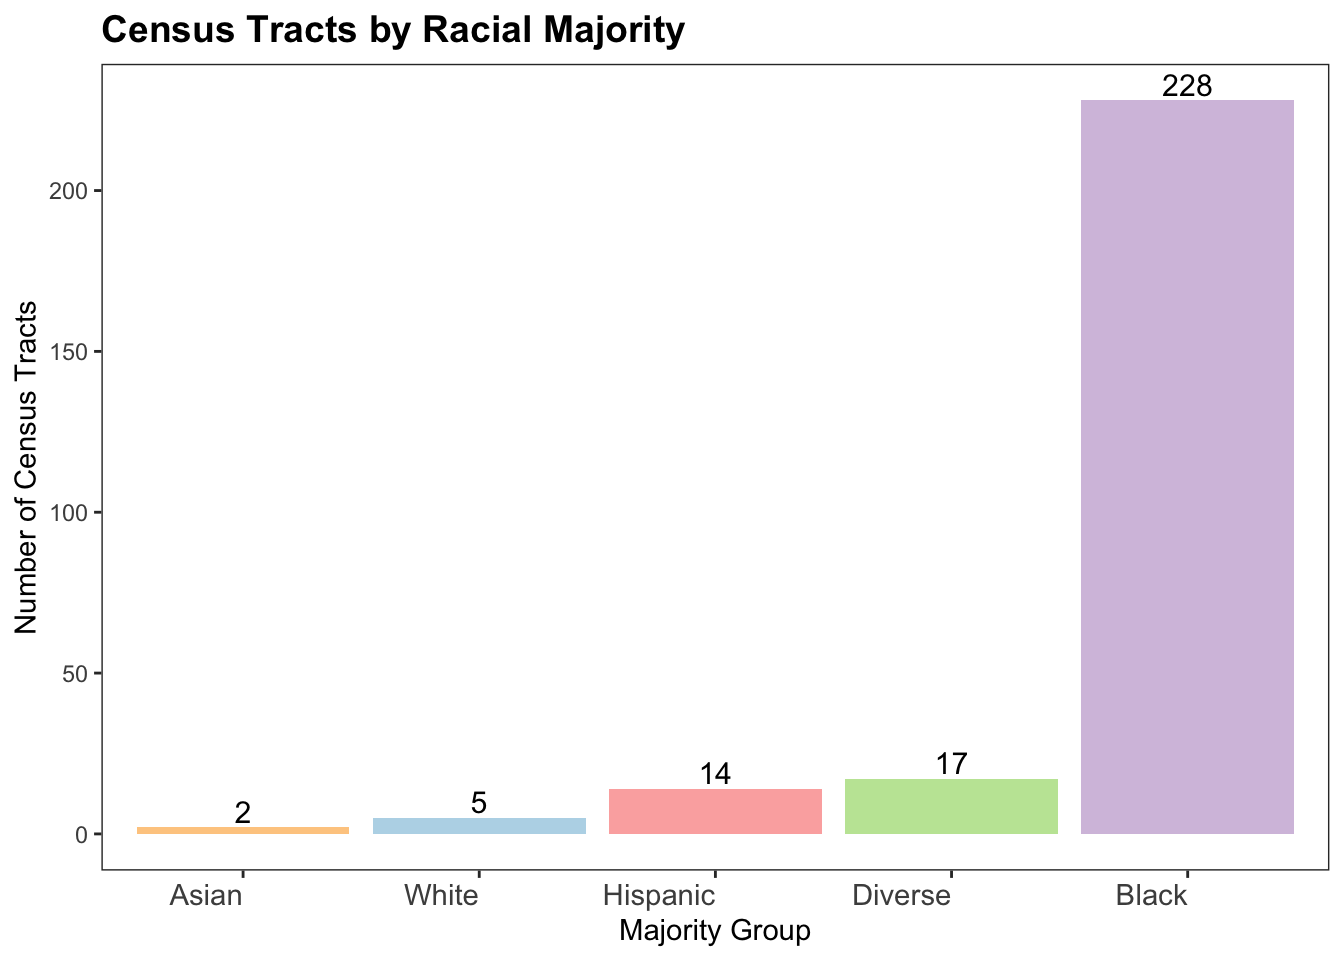 Census Tracts by Racial Majority
228
200
150
100
50
0
Number of Census Tracts
2
5
14
17
Asian
White
Hispanic
Diverse
Black
Majority Group